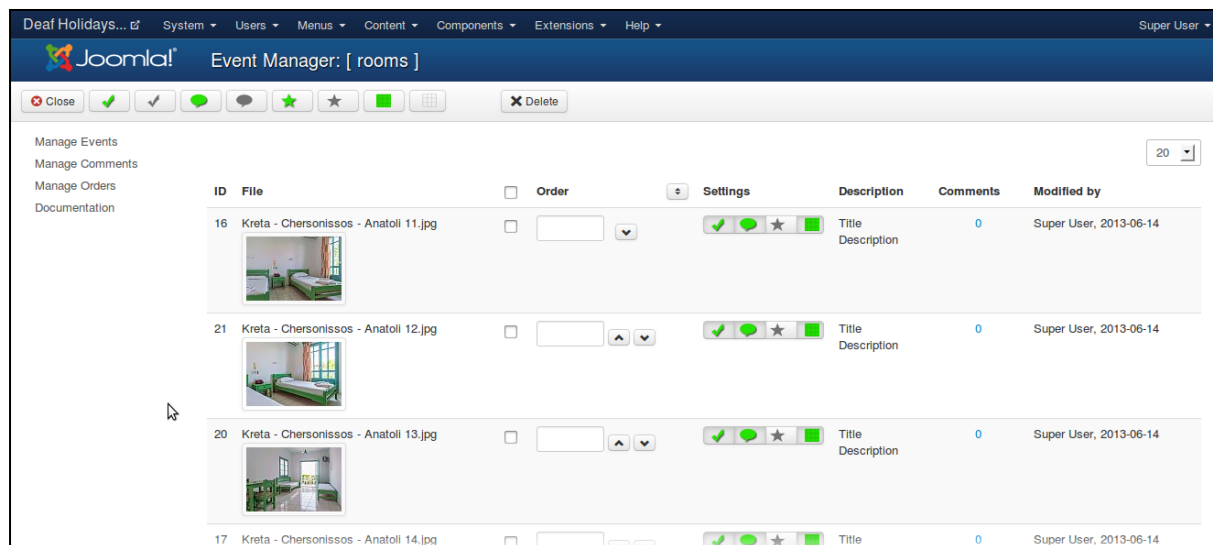 Deaf Holidays... System Users Menus Content Components Extensions Help Super User
Joomla!® Event Manager: [ rooms ]
Close Delete
Manage Events
Manage Comments
Manage Orders
Documentation
20
ID File Order Settings Description Comments Modified by
16 Kreta - Chersonissos - Anatoli 11.jpg Title 0 Super User, 2013-06-14
Description
21 Kreta - Chersonissos - Anatoli 12.jpg Title 0 Super User, 2013-06-14
Description
20 Kreta - Chersonissos - Anatoli 13.jpg Title 0 Super User, 2013-06-14
Description
17 Kreta - Chersonissos - Anatoli 14.jpg Title 0 Super User, 2013-06-14